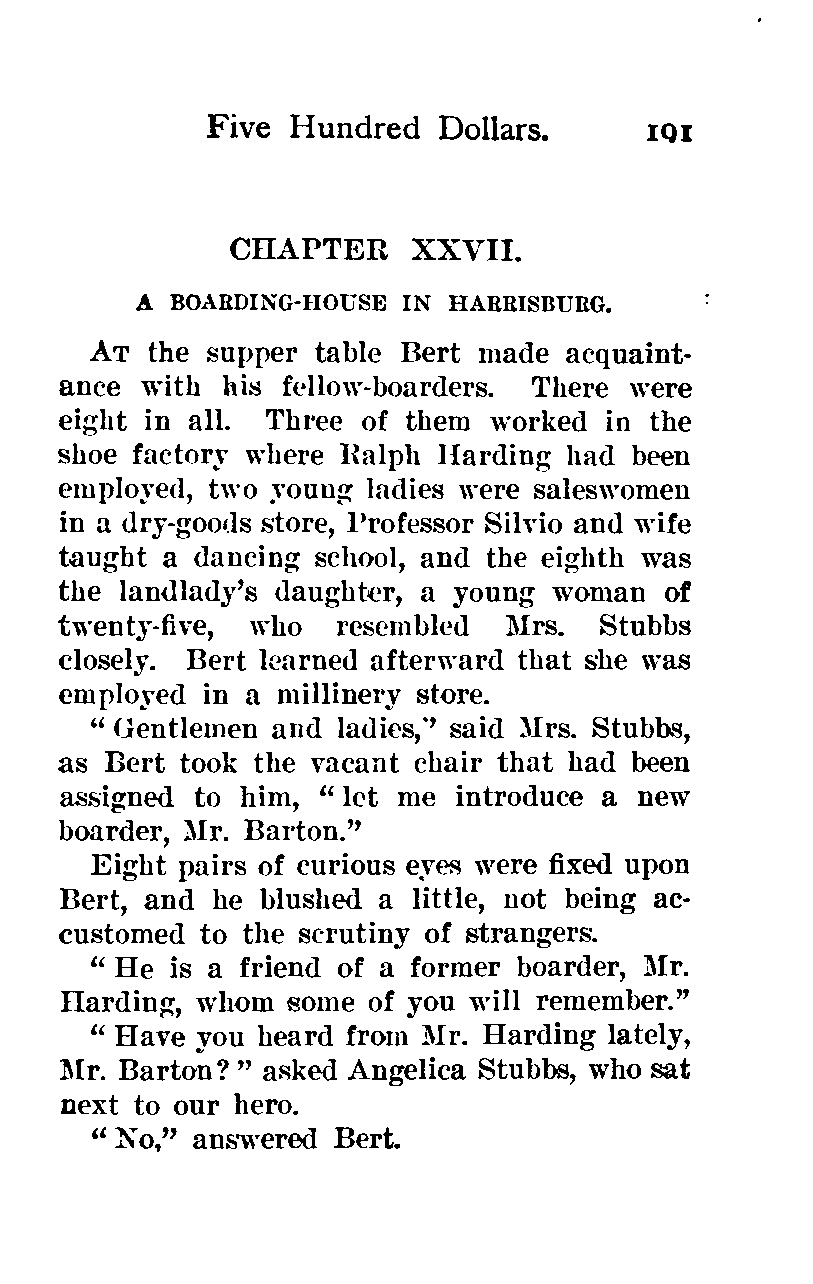 Five Hundred Dollars. 191
CHAPTER XXVII.
A BOARDING-HOUSE IN HARRISBURG.
AT the supper table Bert made acquaint-
ance with his fellow-boarders. There were
eight in all. Three of them worked in the
shoe factory where Ralph Harding had been
employed, two young ladies were saleswomen
in a dry-goods store, Professor Silvio and wife
taught a dancing school, and the eighth was
the landlady's daughter, a young woman of
twenty-five, who resembled Mrs. Stubbs
closely. Bert learned afterward that she was
employed in a millinery store.
"Gentlemen and ladies," said Mrs. Stubbs,
as Bert took the vacant chair that had been
assigned to him, "let me introduce a new
boarder, Mr. Barton."
Eight pairs of curious eyes were fixed upon
Bert, and he blushed a little, not being ac-
customed to the scrutiny of strangers.
"He is a friend of a former boarder, Mr.
Harding, whom some of you will remember."
"Have you heard from Mr. Harding lately,
Mr. Barton?" asked Angelica Stubbs, who sat
next to our hero.
"No," answered Bert.